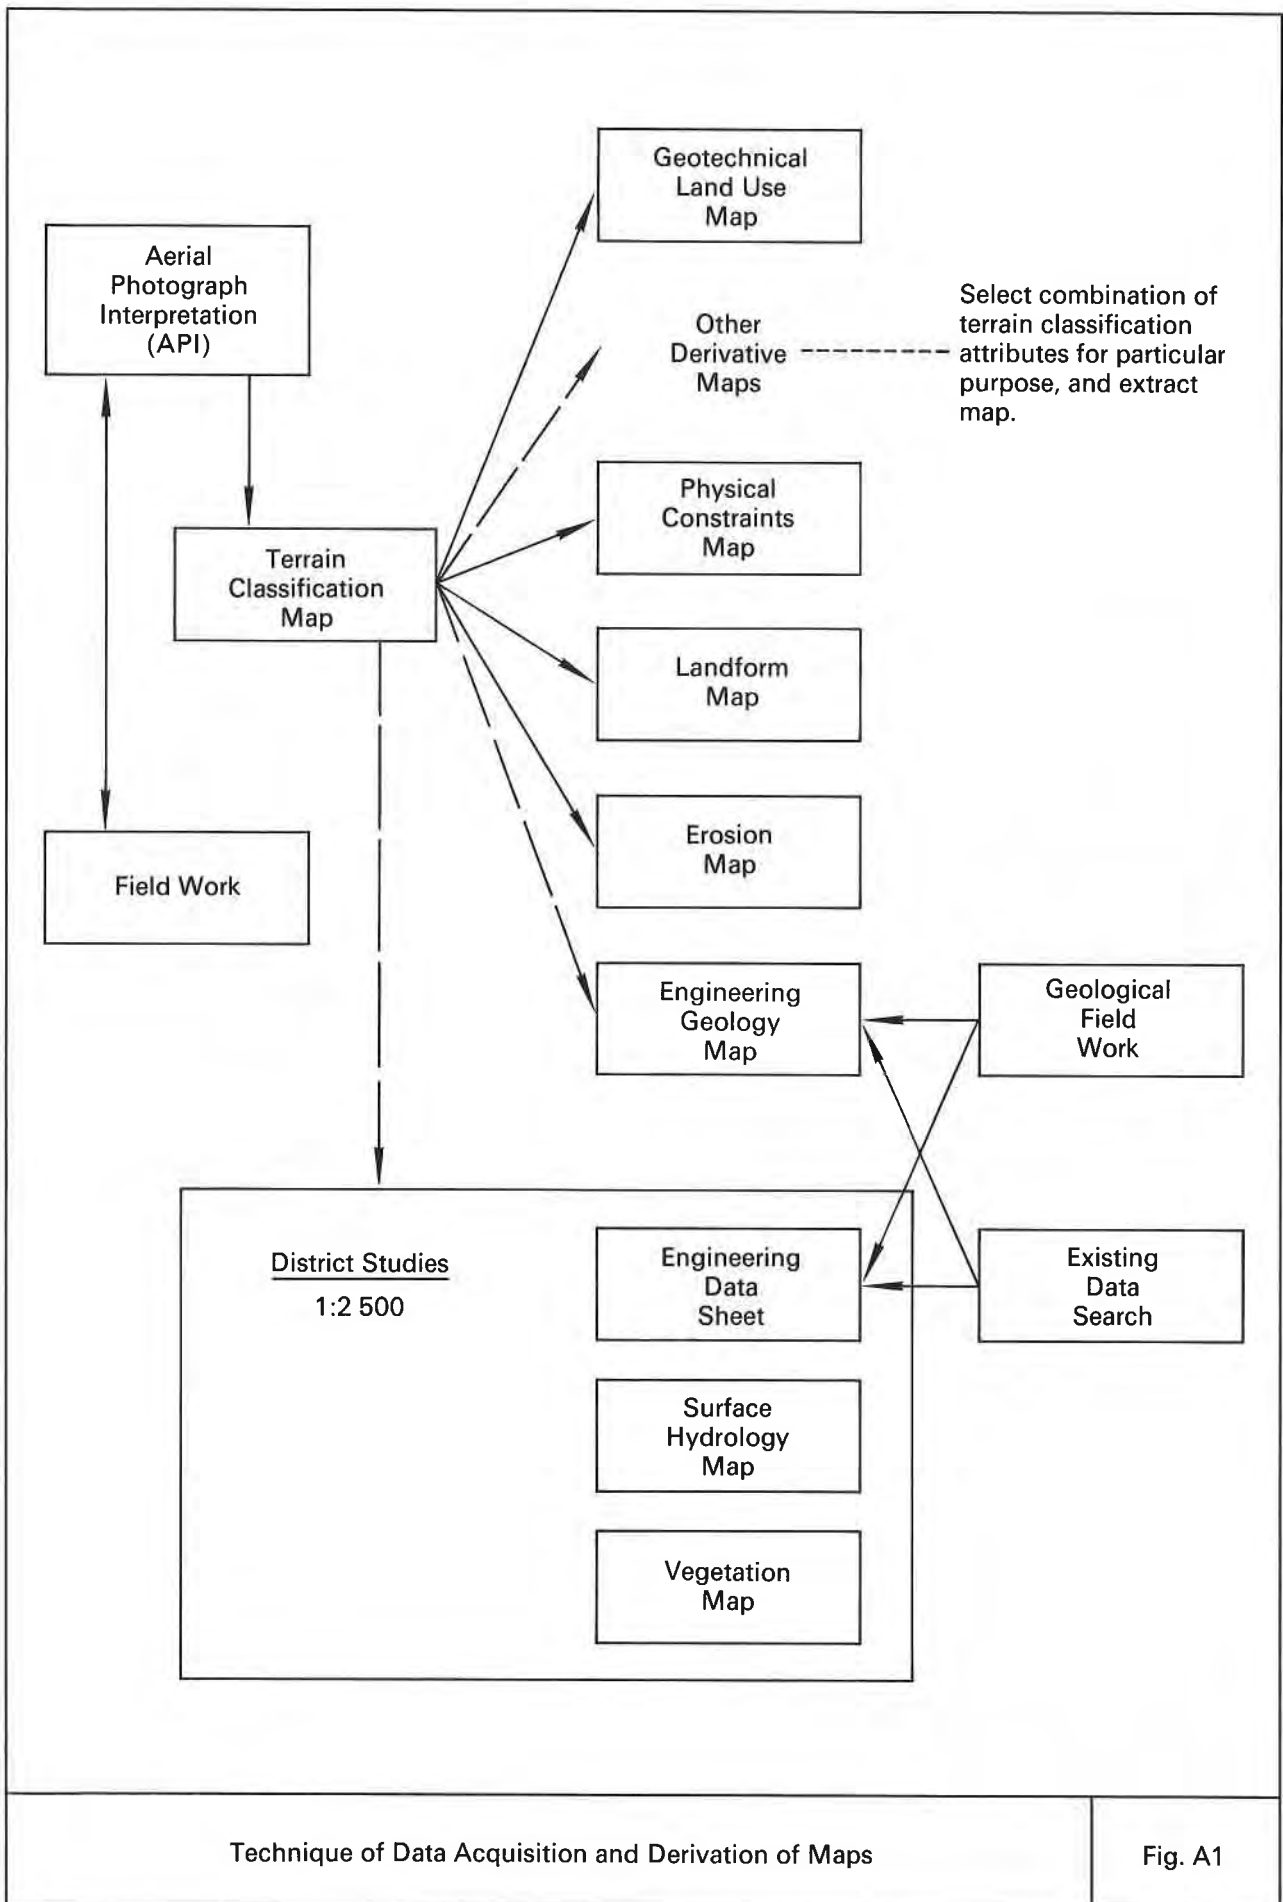 Geotechnical
Land Use
Map
Aerial
Photograph
Interpretation
(API)
Other
Derivative
Maps
Select combination of
terrain classification
attributes for particular
purpose, and extract
map.
Physical
Constraints
Map
Terrain
Classification
Map
Landform
Map
Erosion
Map
Field Work
Engineering
Geology
Map
Geological
Field
Work
District Studies
1:2 500
Engineering
Data
Sheet
Existing
Data
Search
Surface
Hydrology
Map
Vegetation
Map
Technique of Data Acquisition and Derivation of Maps
Fig. A1